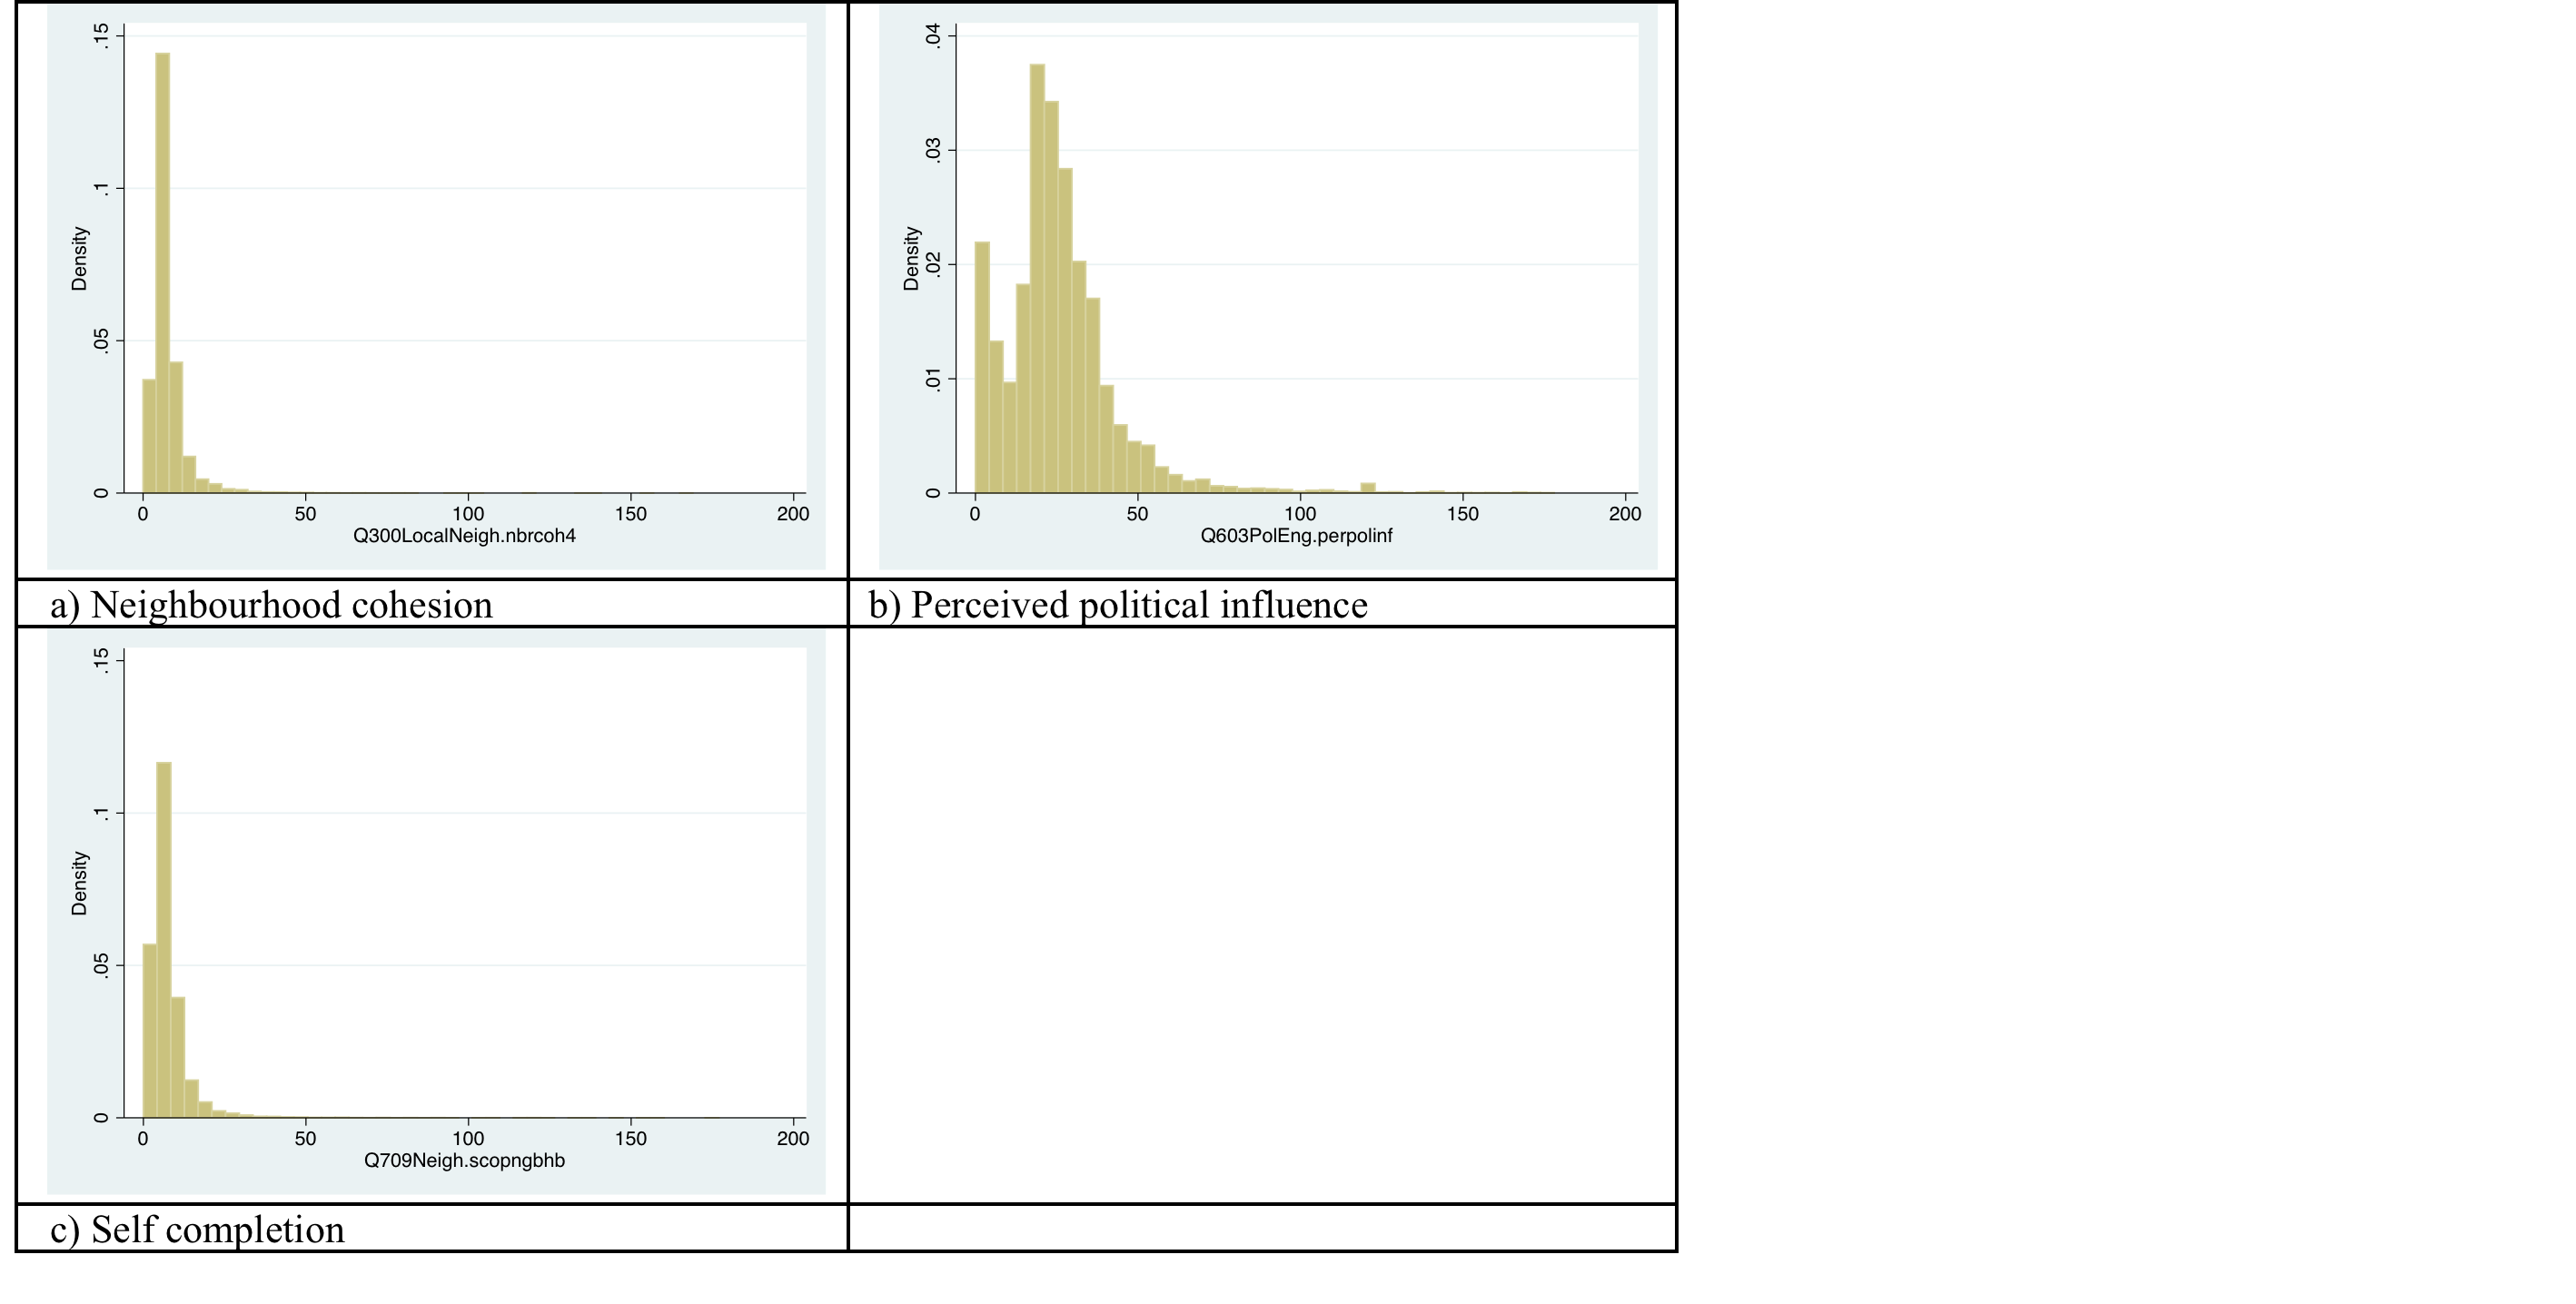 .15
.1
.05
0
Density
0 50 100 150 200
Q300LocalNeigh.nbrcoh4
.04
.03
.02
.01
0
Density
0 50 100 150 200
Q603PolEng.perpolinf
a) Neighbourhood cohesion
b) Perceived political influence
.15
.1
.05
0
Density
0 50 100 150 200
Q709Neigh.scopngbhb
c) Self completion